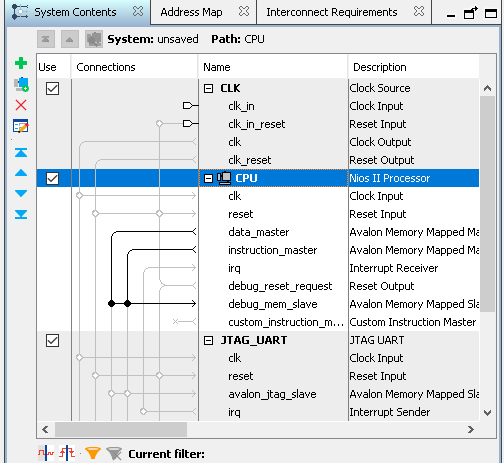 System Contents Address Map Interconnect Requirements
System: unsaved Path: CPU
Use Connections Name Description
CLK Clock Source
clk_in Clock Input
clk_in_reset Reset Input
clk Clock Output
clk_reset Reset Output
CPU Nios II Processor
clk Clock Input
reset Reset Input
data_master Avalon Memory Mapped Ma
instruction_master Avalon Memory Mapped Ma
irq Interrupt Receiver
debug_reset_request Reset Output
debug_mem_slave Avalon Memory Mapped Sla
custom_instruction_m... Custom Instruction Master
JTAG_UART JTAG UART
clk Clock Input
reset Reset Input
avalon_jtag_slave Avalon Memory Mapped Sla
irq Interrupt Sender
Current filter: